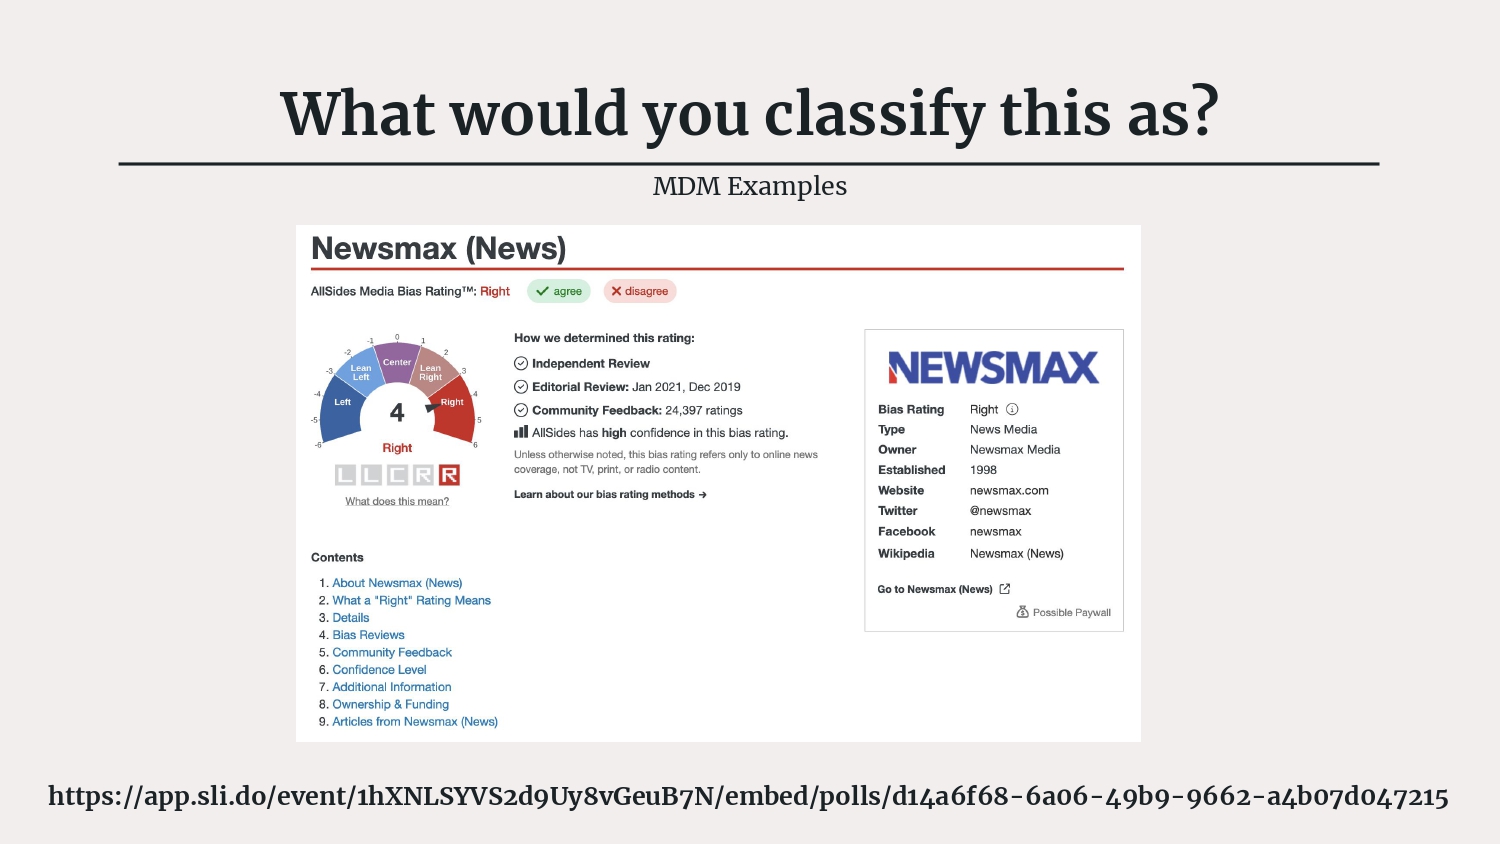 What would you classify this as?
MDM Examples
Newsmax (News)
AllSides Media Bias Rating™: Right
agree
disagree
-6
-5
-4
-3
-2
-1
0
1
2
3
4
5
6
Left
Lean
Left
Center
Lean
Right
Right
4
Right
L L C R R
What does this mean?
How we determined this rating:
Independent Review
Editorial Review: Jan 2021, Dec 2019
Community Feedback: 24,397 ratings
AllSides has high confidence in this bias rating.
Unless otherwise noted, this bias rating refers only to online news
coverage, not TV, print, or radio content.
Learn about our bias rating methods →
NEWSMAX
Bias Rating Right
Type News Media
Owner Newsmax Media
Established 1998
Website newsmax.com
Twitter @newsmax
Facebook newsmax
Wikipedia Newsmax (News)
Go to Newsmax (News)
Possible Paywall
Contents
1. About Newsmax (News)
2. What a "Right" Rating Means
3. Details
4. Bias Reviews
5. Community Feedback
6. Confidence Level
7. Additional Information
8. Ownership & Funding
9. Articles from Newsmax (News)
https://app.sli.do/event/1hXNLSYVS2d9Uy8vGeuB7N/embed/polls/d14a6f68-6a06-49b9-9662-a4b07d047215